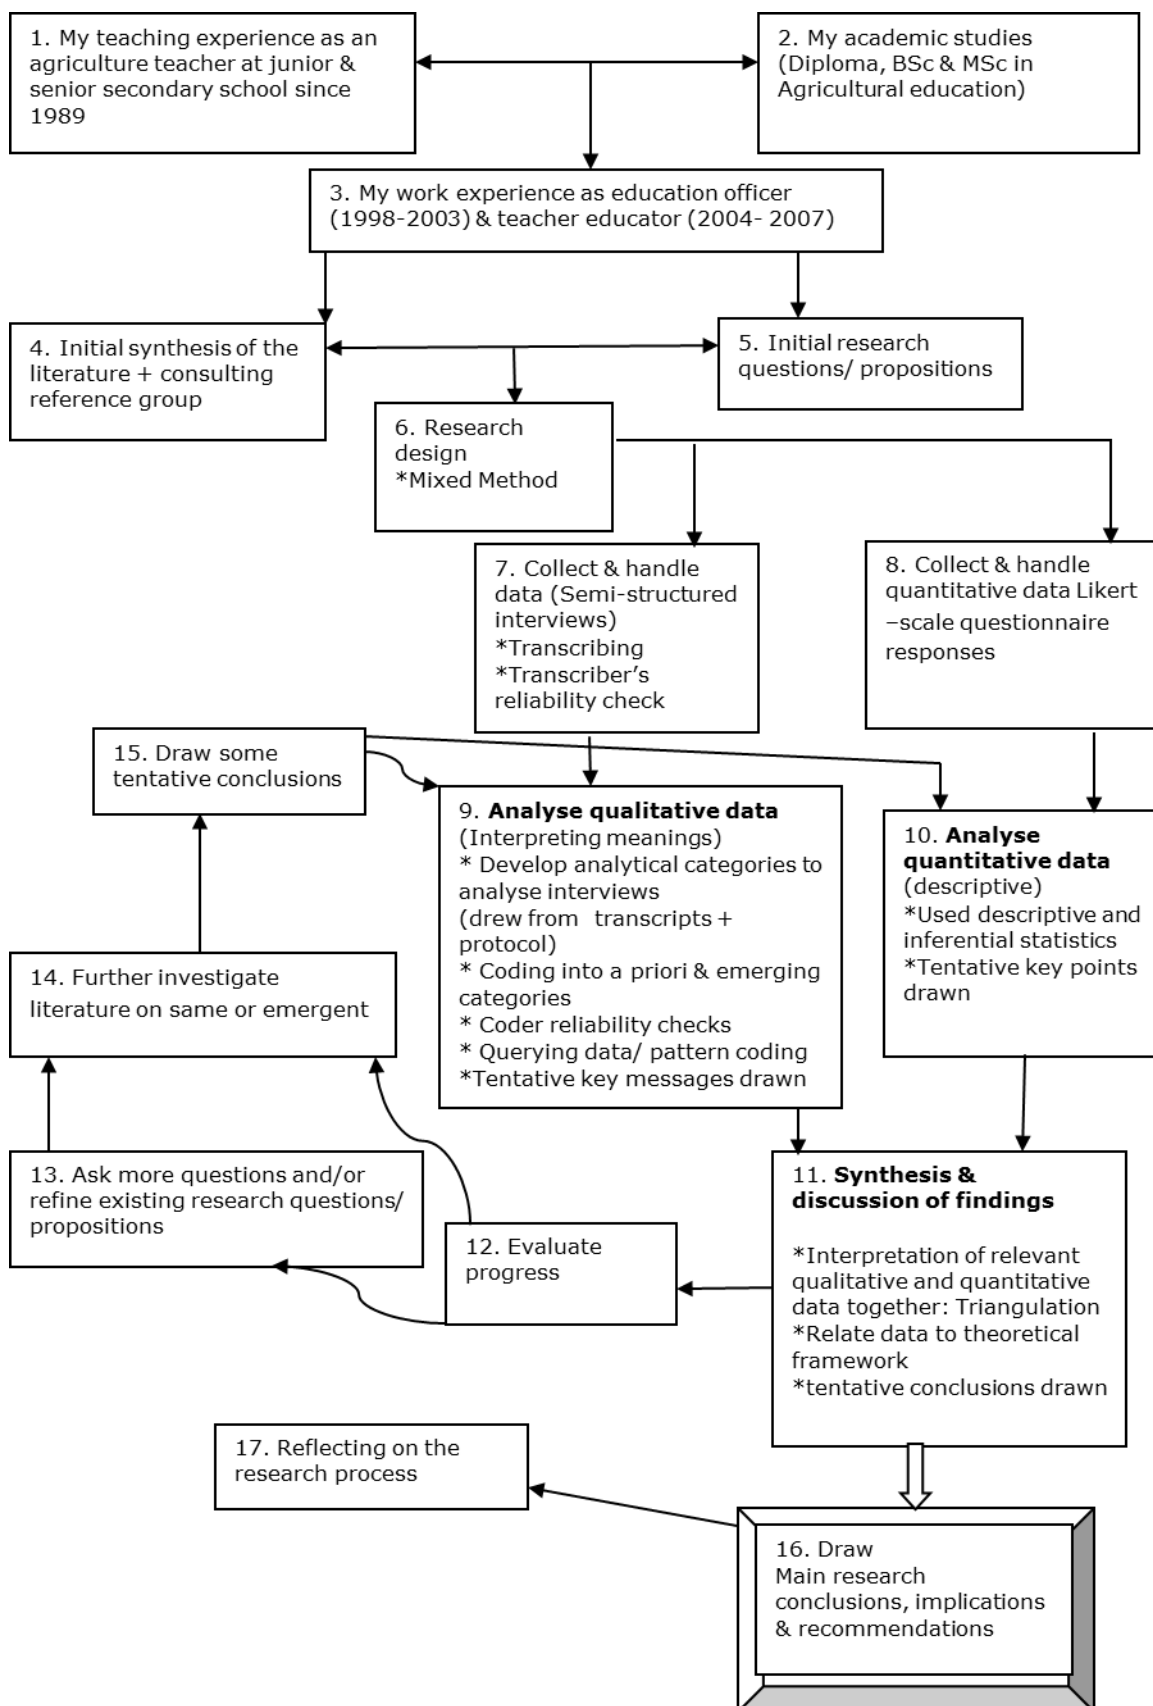 1. My teaching experience as an
agriculture teacher at junior &
senior secondary school since
1989
2. My academic studies
(Diploma, BSc & MSc in
Agricultural education)
3. My work experience as education officer
(1998-2003) & teacher educator (2004- 2007)
4. Initial synthesis of the
literature + consulting
reference group
5. Initial research
questions/ propositions
6. Research
design
*Mixed Method
7. Collect & handle
data (Semi-structured
interviews)
*Transcribing
*Transcriber’s
reliability check
8. Collect & handle
quantitative data Likert
–scale questionnaire
responses
15. Draw some
tentative conclusions
9. Analyse qualitative data
(Interpreting meanings)
* Develop analytical categories to
analyse interviews
(drew from transcripts +
protocol)
* Coding into a priori & emerging
categories
* Coder reliability checks
* Querying data/ pattern coding
*Tentative key messages drawn
10. Analyse
quantitative data
(descriptive)
*Used descriptive and
inferential statistics
*Tentative key points
drawn
14. Further investigate
literature on same or emergent
13. Ask more questions and/or
refine existing research questions/
propositions
12. Evaluate
progress
11. Synthesis &
discussion of findings
*Interpretation of relevant
qualitative and quantitative
data together: Triangulation
*Relate data to theoretical
framework
*tentative conclusions drawn
17. Reflecting on the
research process
16. Draw
Main research
conclusions, implications
& recommendations